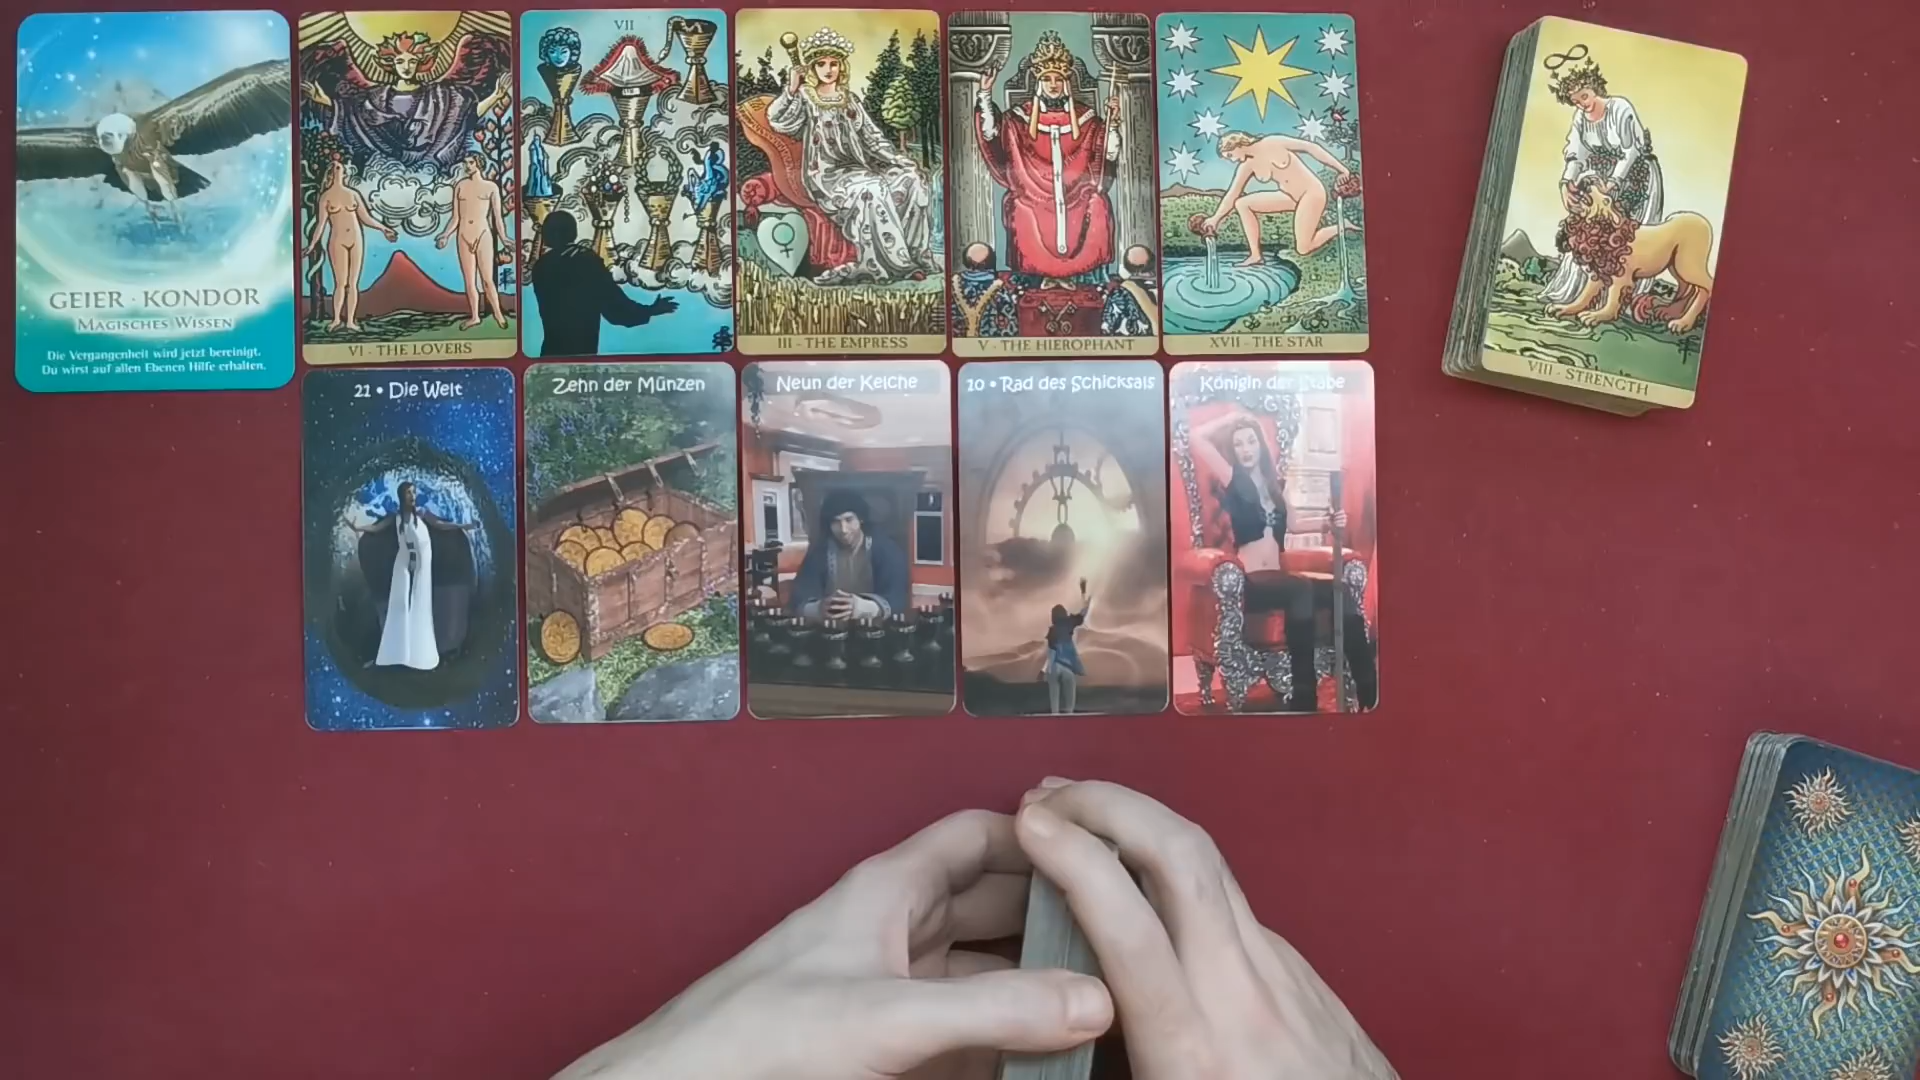 GEIER · KONDOR
MAGISCHES WISSEN
Die Vergangenheit wird jetzt bereinigt.
Du wirst auf allen Ebenen Hilfe erhalten.
VI - THE LOVERS
VII
III - THE EMPRESS
V - THE HIEROPHANT
XVII - THE STAR
VIII - STRENGTH
21 • Die Welt
Zehn der Münzen
Neun der Kelche
10 • Rad des Schicksals
Königin der Stäbe